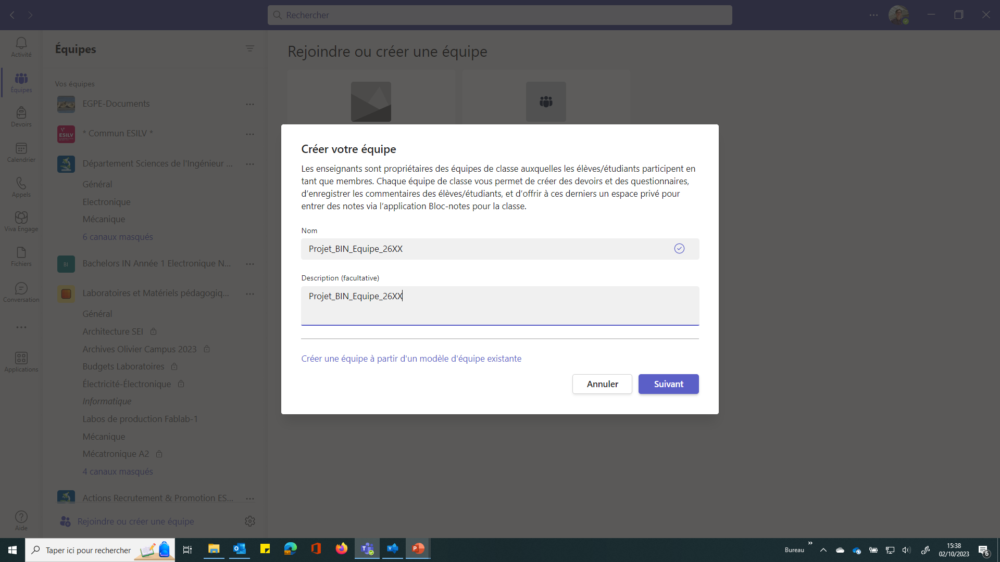 Rechercher
Activité
Équipes
Devoirs
Calendrier
Appels
Viva Engage
Fichiers
Conversation
Applications
Aide
Équipes
Vos équipes
EGPE-Documents
ESILV
* Commun ESILV *
Département Sciences de l'Ingénieur ...
Général
Electronique
Mécanique
6 canaux masqués
BI
Bachelors IN Année 1 Electronique N...
Laboratoires et Matériels pédagogiq...
Général
Architecture SEI
Archives Olivier Campus 2023
Budgets Laboratoires
Électricité-Électronique
Informatique
Labos de production Fablab-1
Mécanique
Mécatronique A2
4 canaux masqués
Actions Recrutement & Promotion ES...
Rejoindre ou créer une équipe
Rejoindre ou créer une équipe
Créer votre équipe
Les enseignants sont propriétaires des équipes de classe auxquelles les élèves/étudiants participent en
tant que membres. Chaque équipe de classe vous permet de créer des devoirs et des questionnaires,
d’enregistrer les commentaires des élèves/étudiants, et d’offrir à ces derniers un espace privé pour
entrer des notes via l’application Bloc-notes pour la classe.
Nom
Projet_BIN_Equipe_26XX
Description (facultative)
Projet_BIN_Equipe_26XX
Créer une équipe à partir d'un modèle d'équipe existante
Annuler
Suivant
Taper ici pour rechercher
Bureau
15:38
02/10/2023
6